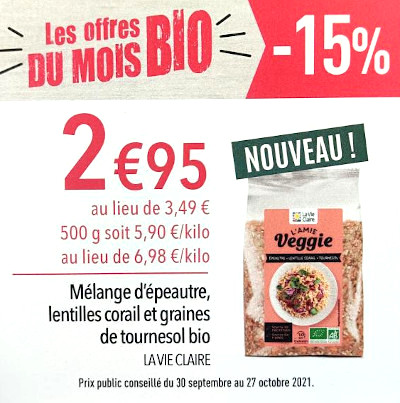 Les offres
DU MOIS BIO
-15%
2€95
au lieu de 3,49 €
500 g soit 5,90 €/kilo
au lieu de 6,98 €/kilo
NOUVEAU !
La Vie
Claire
L'AMIE
Veggie
ÉPEAUTRE - LENTILLE CORAIL - TOURNESOL
AB
Mélange d'épeautre,
lentilles corail et graines
de tournesol bio
LA VIE CLAIRE
Prix public conseillé du 30 septembre au 27 octobre 2021.